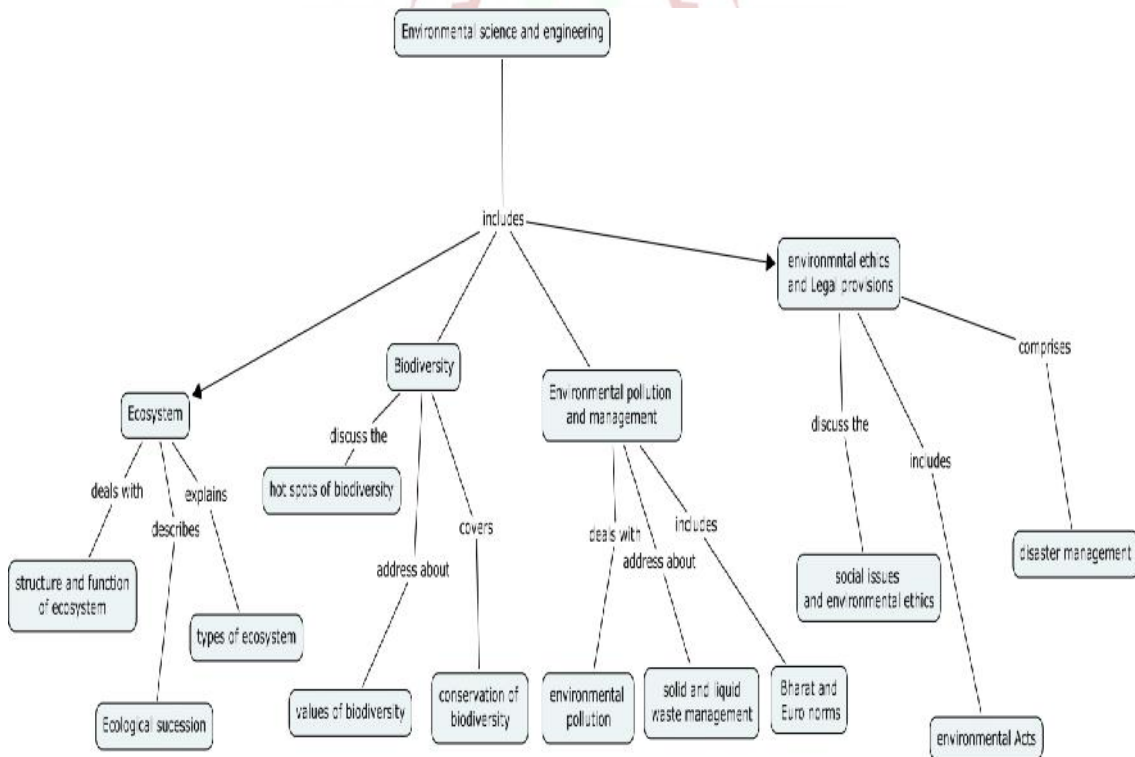 Environmental science and engineering
includes
environmntal ethics
and Legal provisions
comprises
Biodiversity
Environmental pollution
and management
Ecosystem
discuss the
discuss the
includes
hot spots of biodiversity
deals with
explains
describes
covers
includes
deals with
address about
address about
disaster management
structure and function
of ecosystem
social issues
and environmental ethics
types of ecosystem
values of biodiversity
conservation of
biodiversity
environmental
pollution
solid and liquid
waste management
Bharat and
Euro norms
Ecological sucession
environmental Acts